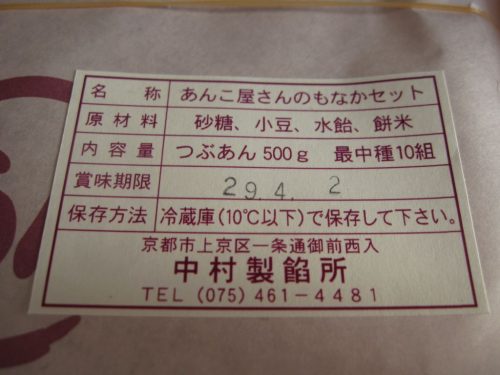 名称 あんこ屋さんのもなかセット
原材料 砂糖、小豆、水飴、餅米
内容量 つぶあん500g 最中種10組
賞味期限 29.4.2
保存方法 冷蔵庫(10℃以下)で保存して下さい。
京都市上京区一条通御前西入
中村製餡所
TEL (075) 461-4481